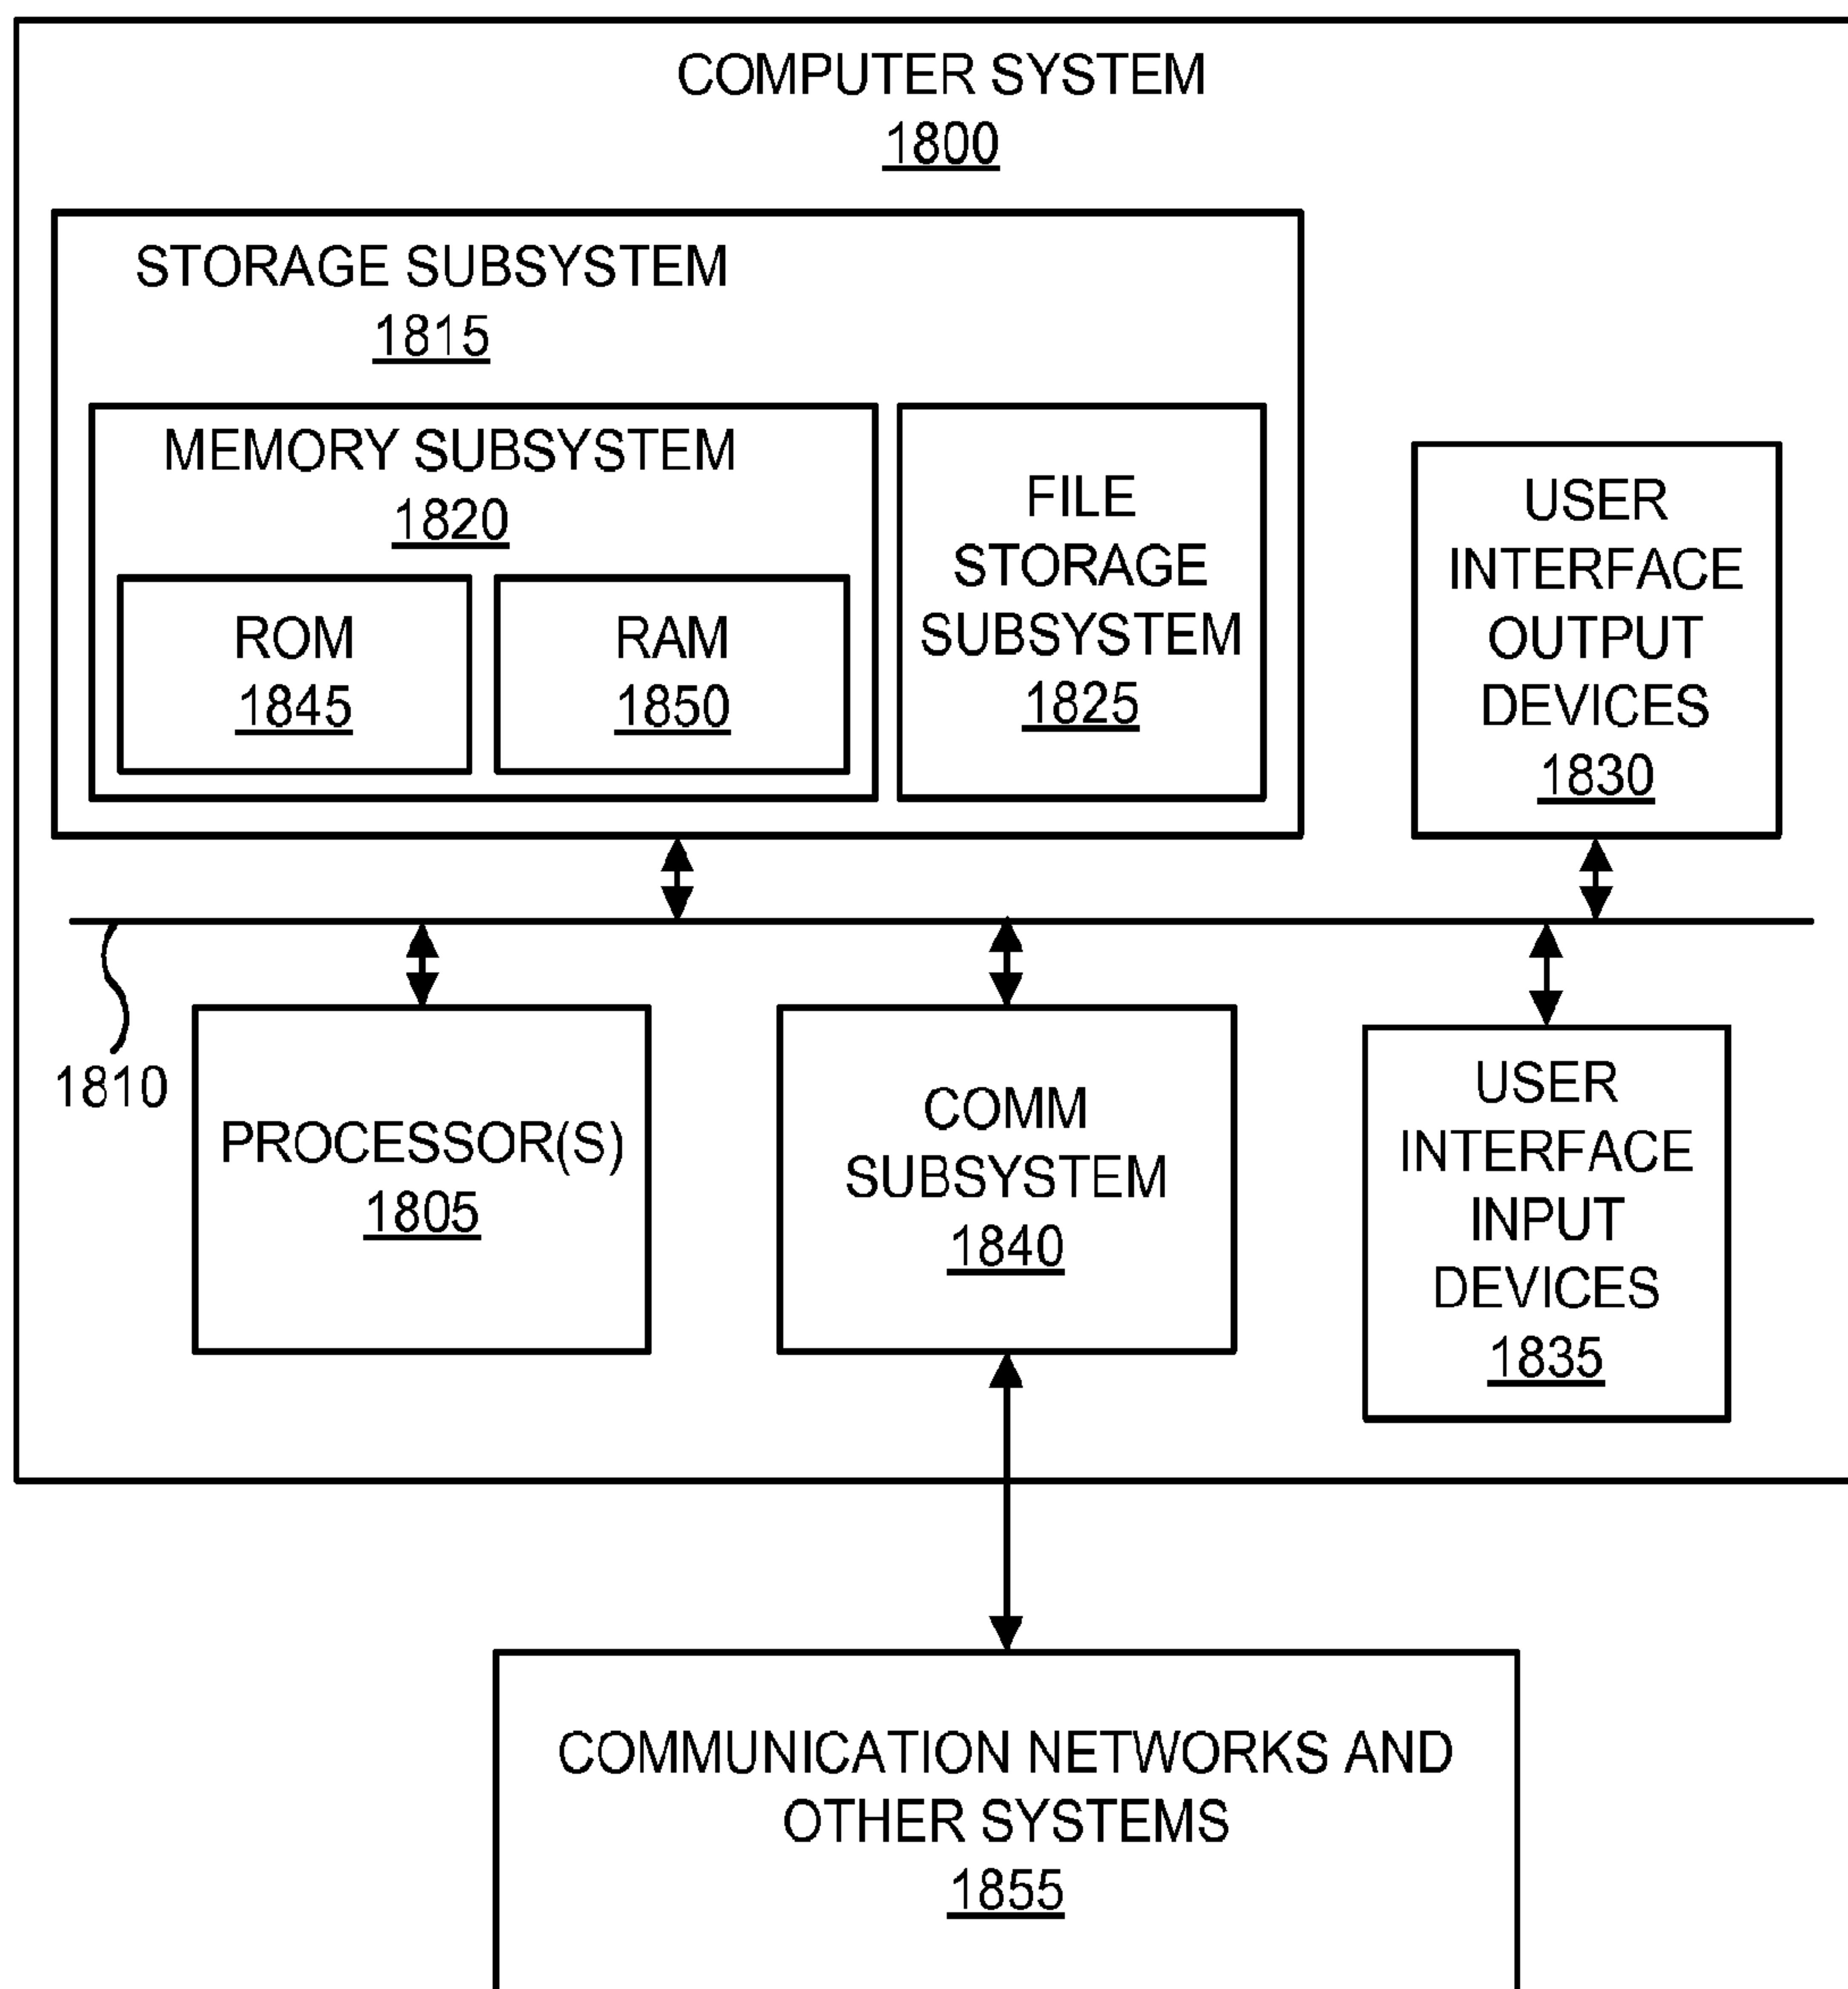 COMPUTER SYSTEM
1800
STORAGE SUBSYSTEM
1815
MEMORY SUBSYSTEM
1820
ROM
1845
RAM
1850
FILE
STORAGE
SUBSYSTEM
1825
USER
INTERFACE
OUTPUT
DEVICES
1830
1810
PROCESSOR(S)
1805
COMM
SUBSYSTEM
1840
USER
INTERFACE
INPUT
DEVICES
1835
COMMUNICATION NETWORKS AND
OTHER SYSTEMS
1855